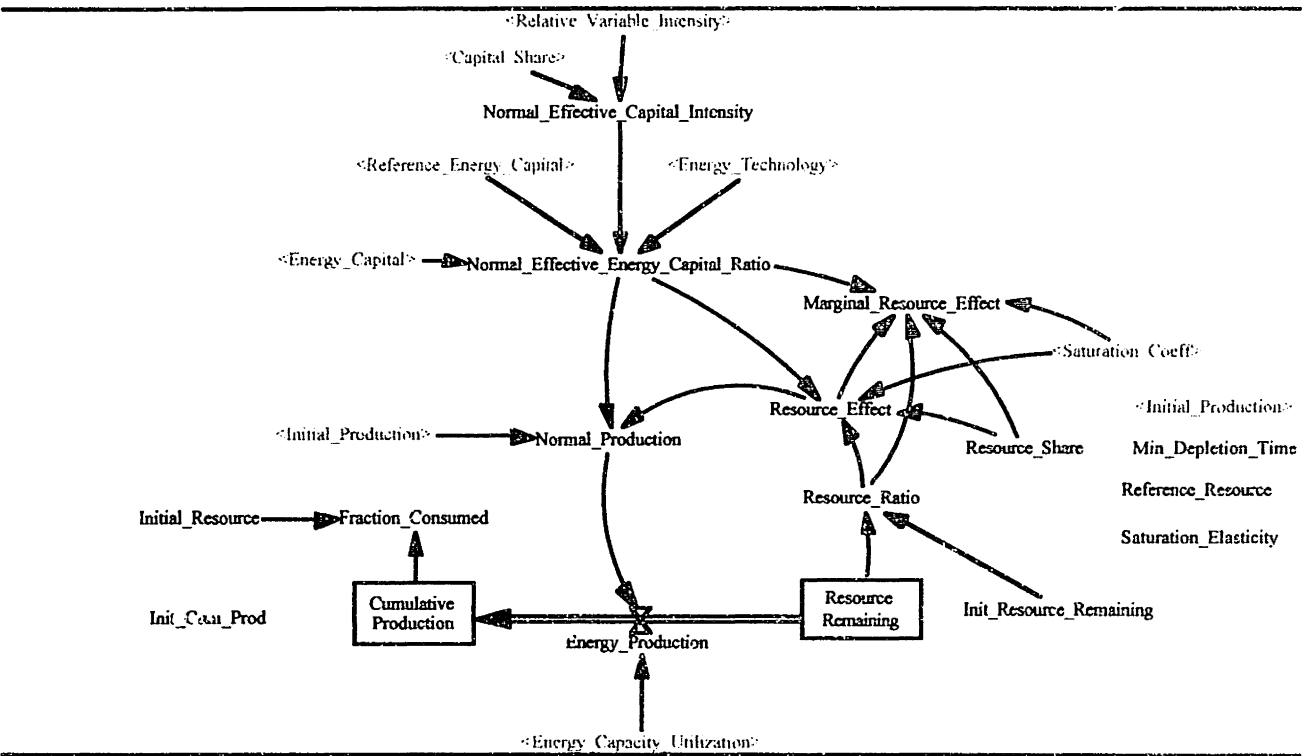 <Relative_Variable_Intensity>
<Capital_Share>
Normal_Effective_Capital_Intensity
<Reference_Energy_Capital>
<Energy_Technology>
<Energy_Capital>
Normal_Effective_Energy_Capital_Ratio
Marginal_Resource_Effect
<Saturation_Coeff>
Resource_Effect
<Initial_Production>
<Initial_Production>
Normal_Production
Resource_Share
Min_Depletion_Time
Resource_Ratio
Reference_Resource
Initial_Resource
Fraction_Consumed
Saturation_Elasticity
Cumulative
Production
Resource
Remaining
Init_Resource_Remaining
Init_Cum_Prod
Energy_Production
<Energy_Capacity_Utilization>